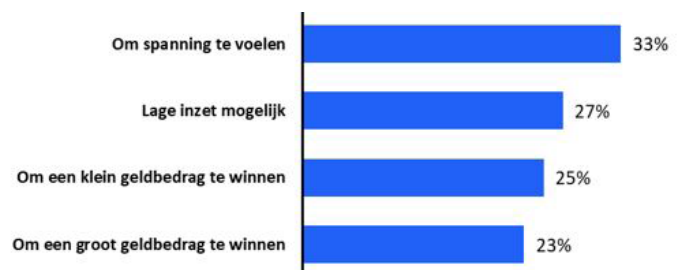 Om spanning te voelen 33%
Lage inzet mogelijk 27%
Om een klein geldbedrag te winnen 25%
Om een groot geldbedrag te winnen 23%